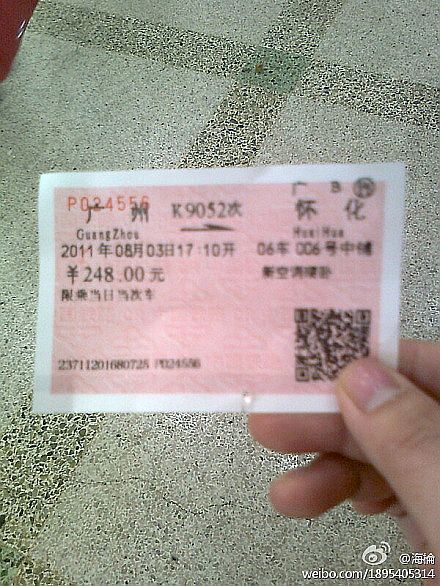 P024556
广 B 売
广州 K9052次 怀化
GuangZhou HuaiHua
2011年08月03日17:10开 06车 006号中铺
¥248.00元 新空调硬卧
限乘当日当次车
23711201680725 P024556
@海愉
weibo.com/1895405314